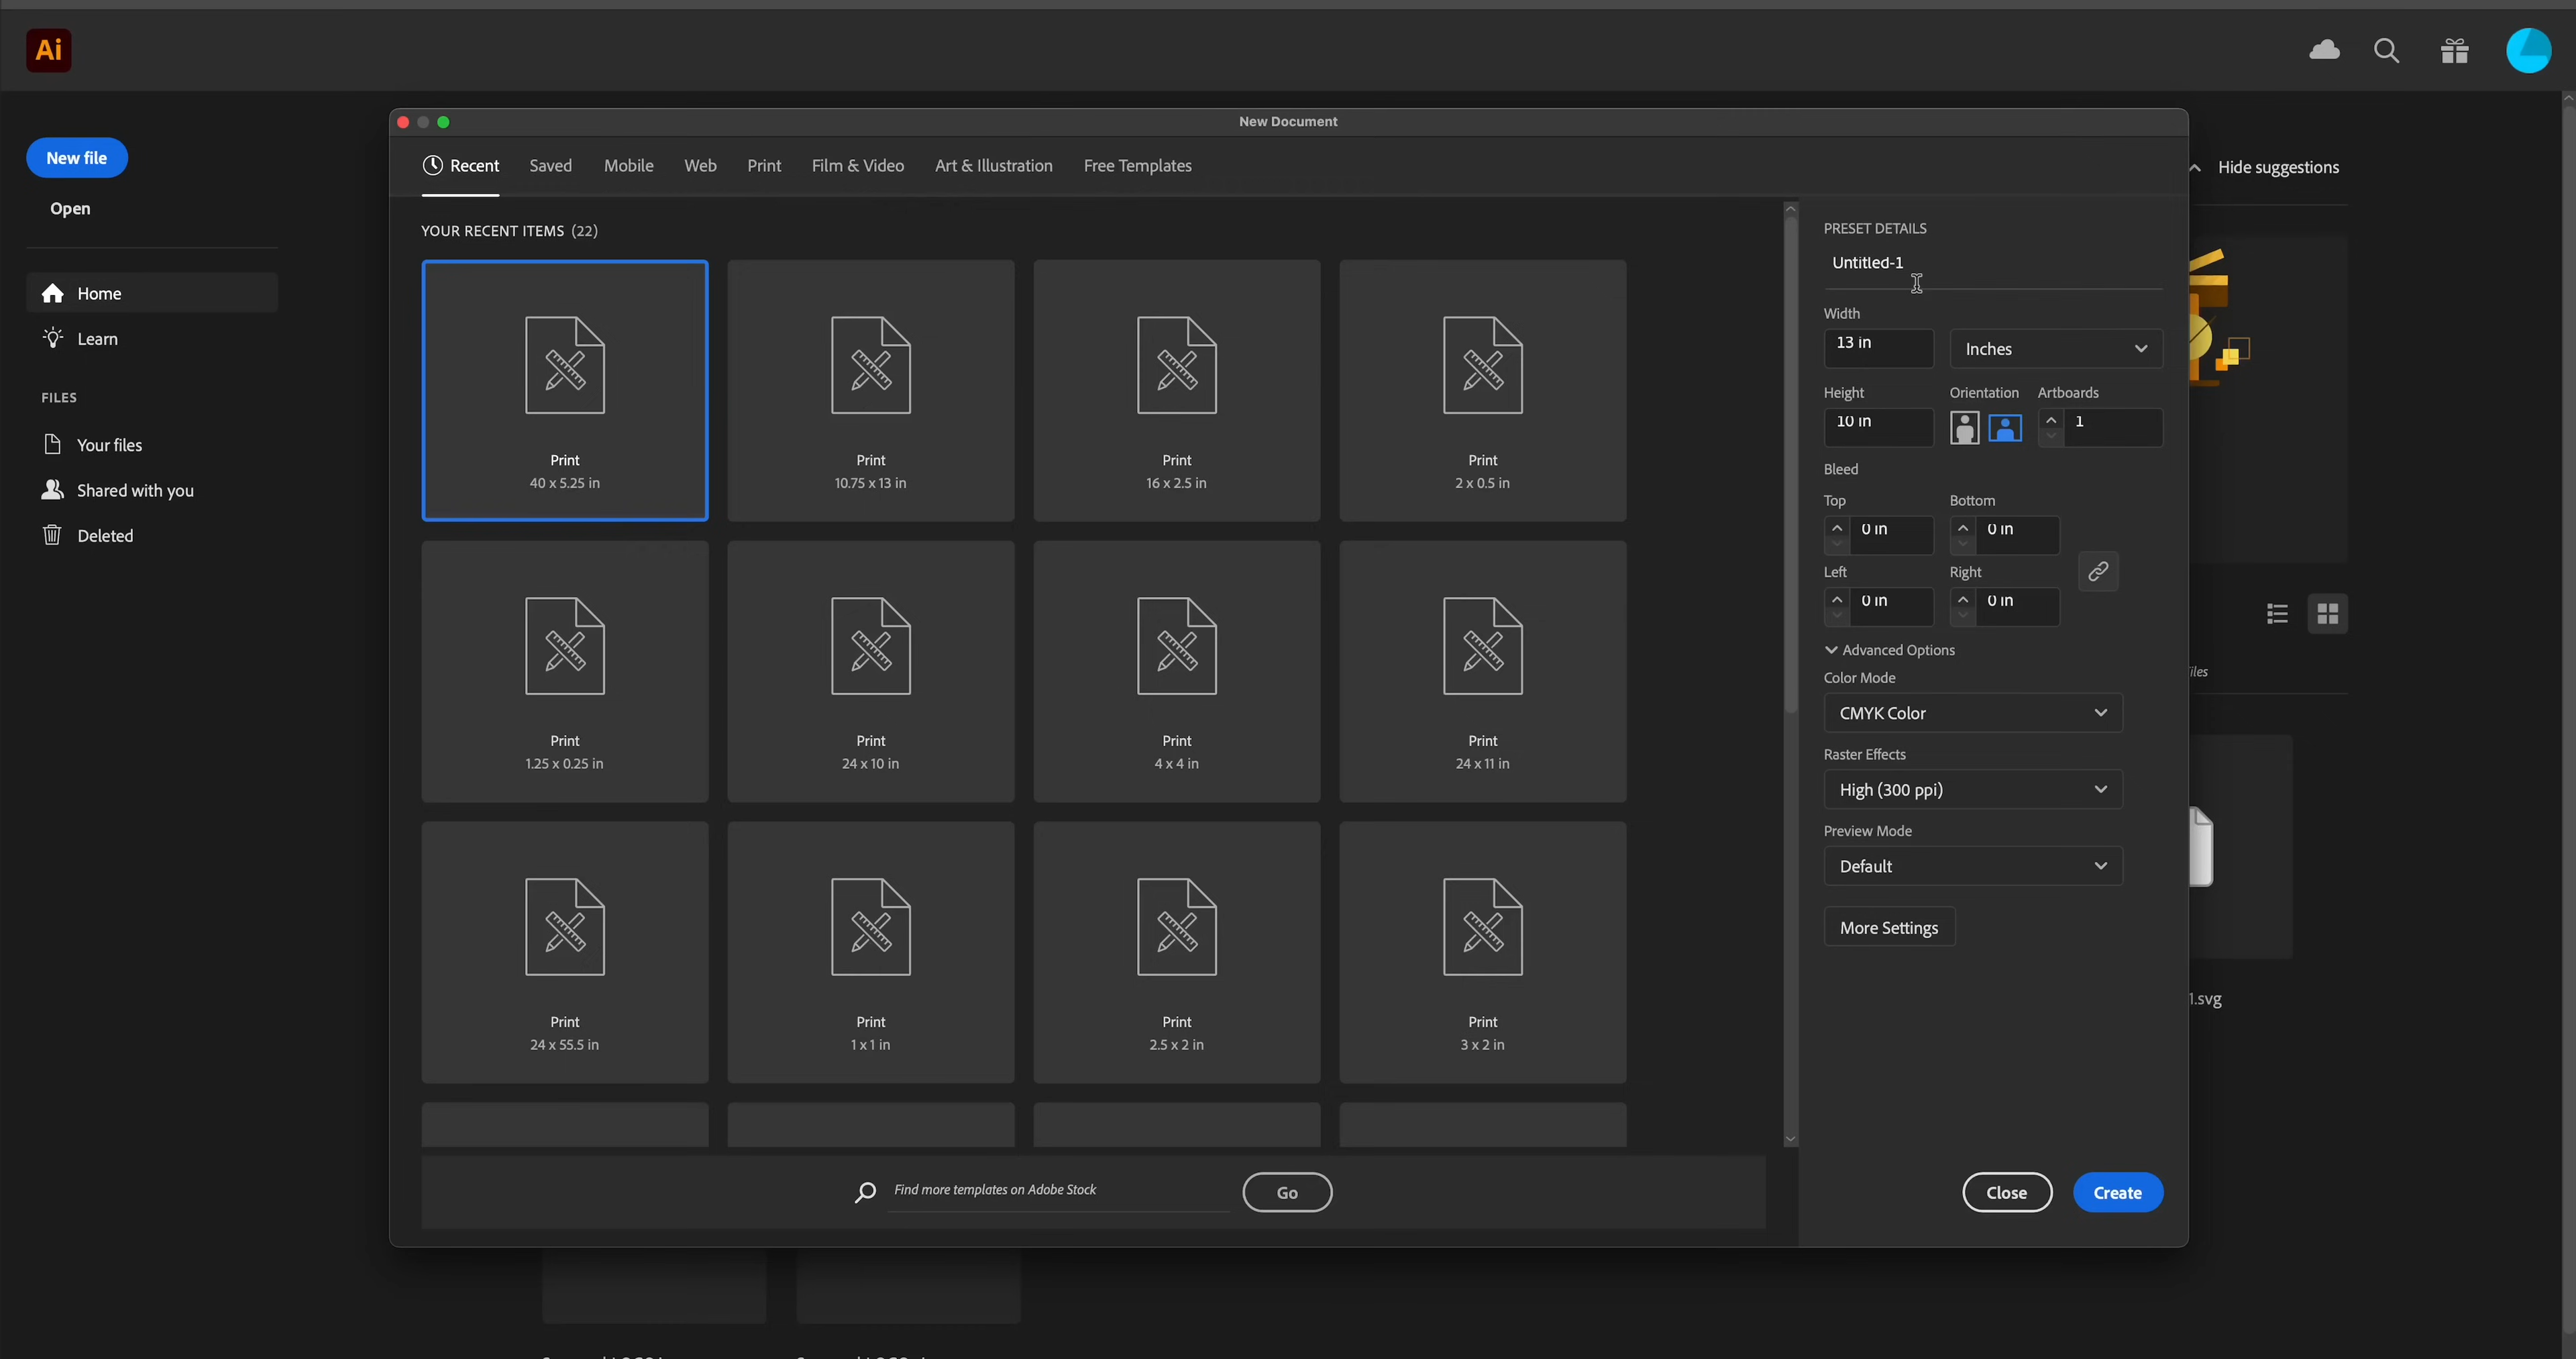 Ai
New Document
New file
Open
Home
Learn
FILES
Your files
Shared with you
Deleted
Recent Saved Mobile Web Print Film & Video Art & Illustration Free Templates
Hide suggestions
YOUR RECENT ITEMS (22)
Print
40 x 5.25 in
Print
10.75 x 13 in
Print
16 x 2.5 in
Print
2 x 0.5 in
Print
1.25 x 0.25 in
Print
24 x 10 in
Print
4 x 4 in
Print
24 x 11 in
Print
24 x 55.5 in
Print
1 x 1 in
Print
2.5 x 2 in
Print
3 x 2 in
Find more templates on Adobe Stock
Go
PRESET DETAILS
Untitled-1
Width
13 in Inches
Height Orientation Artboards
10 in 1
Bleed
Top Bottom
0 in 0 in
Left Right
0 in 0 in
Advanced Options
Color Mode
CMYK Color
Raster Effects
High (300 ppi)
Preview Mode
Default
More Settings
Close Create
1.svg